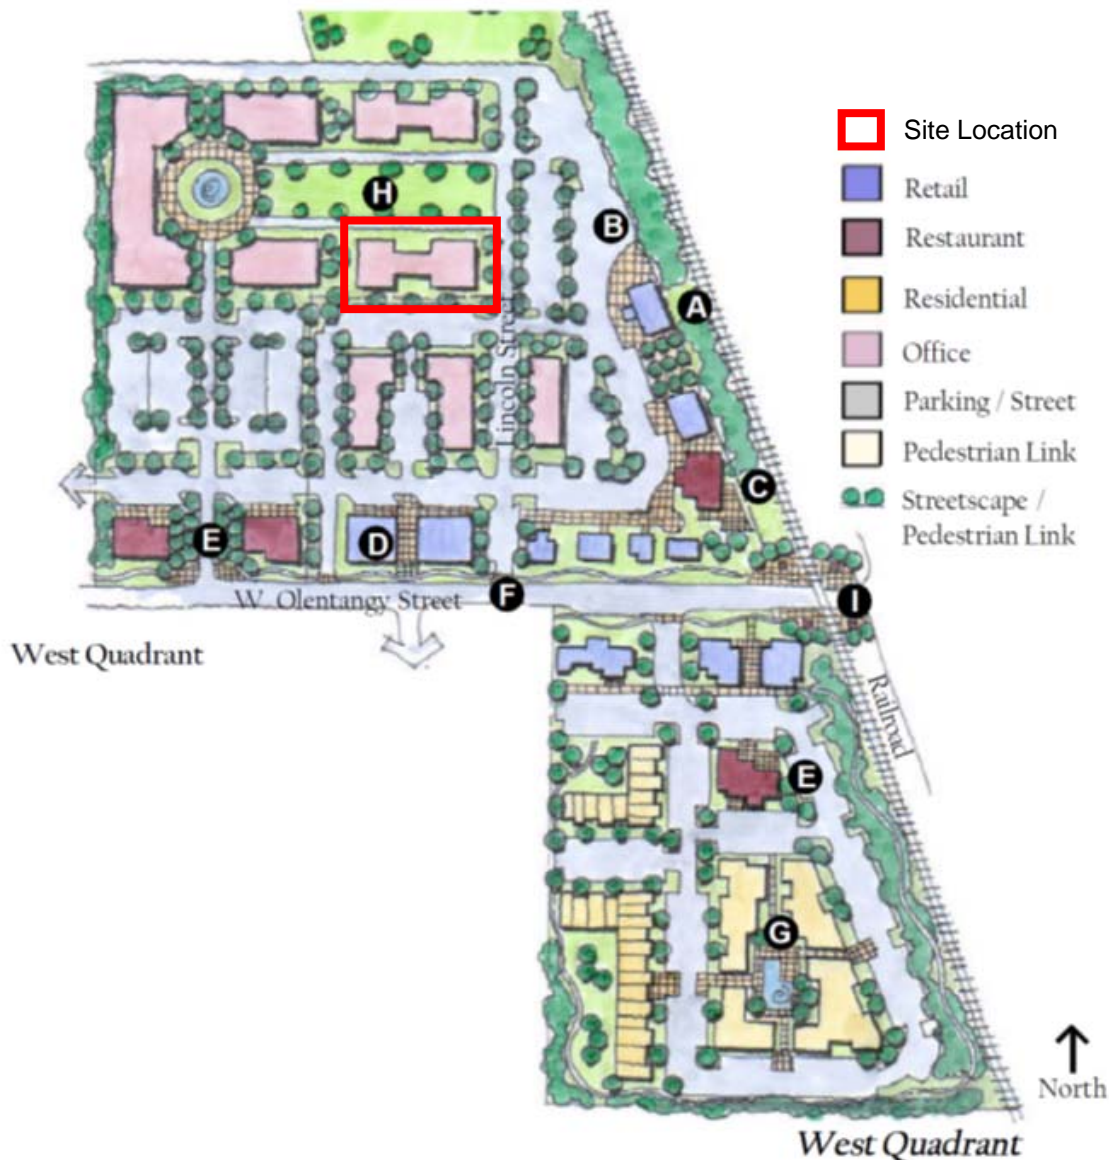 Site Location
Retail
Restaurant
Residential
Office
Parking / Street
Pedestrian Link
Streetscape /
Pedestrian Link
H
B
A
Lincoln Street
C
E
D
W. Olentangy Street
F
I
West Quadrant
Railroad
E
G
North
West Quadrant